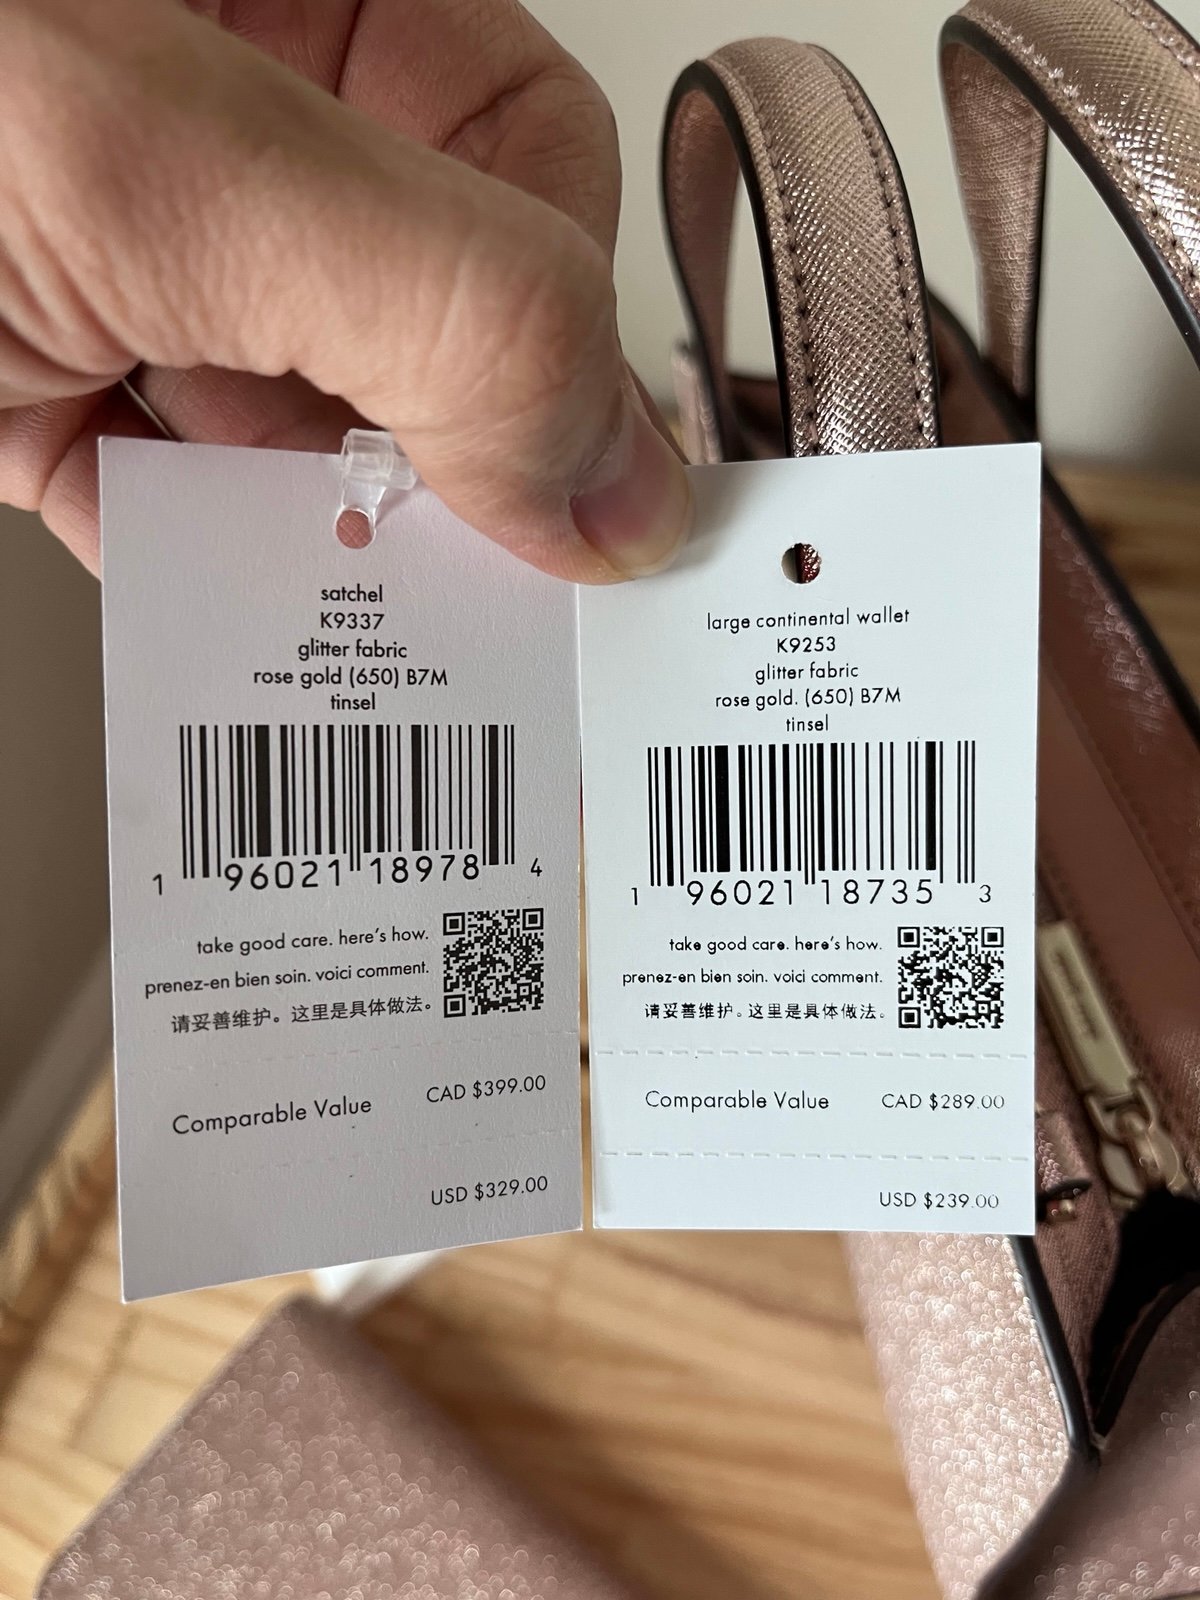 satchel
K9337
glitter fabric
rose gold (650) B7M
tinsel
1 96021 18978 4
take good care. here's how.
prenez-en bien soin. voici comment.
请妥善维护。这里是具体做法。
Comparable Value CAD $399.00
USD $329.00
large continental wallet
K9253
glitter fabric
rose gold. (650) B7M
tinsel
1 96021 18735 3
take good care. here's how.
prenez-en bien soin. voici comment.
请妥善维护。这里是具体做法。
Comparable Value CAD $289.00
USD $239.00